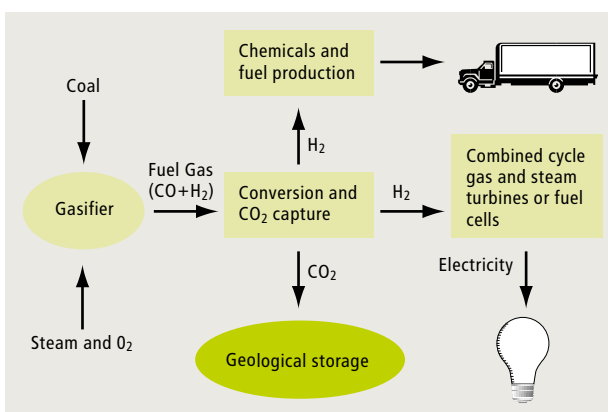 Coal
Gasifier
Steam and 0₂
Fuel Gas
(CO+H₂)
Chemicals and
fuel production
H₂
Conversion and
CO₂ capture
CO₂
Geological storage
H₂
Combined cycle
gas and steam
turbines or fuel
cells
Electricity